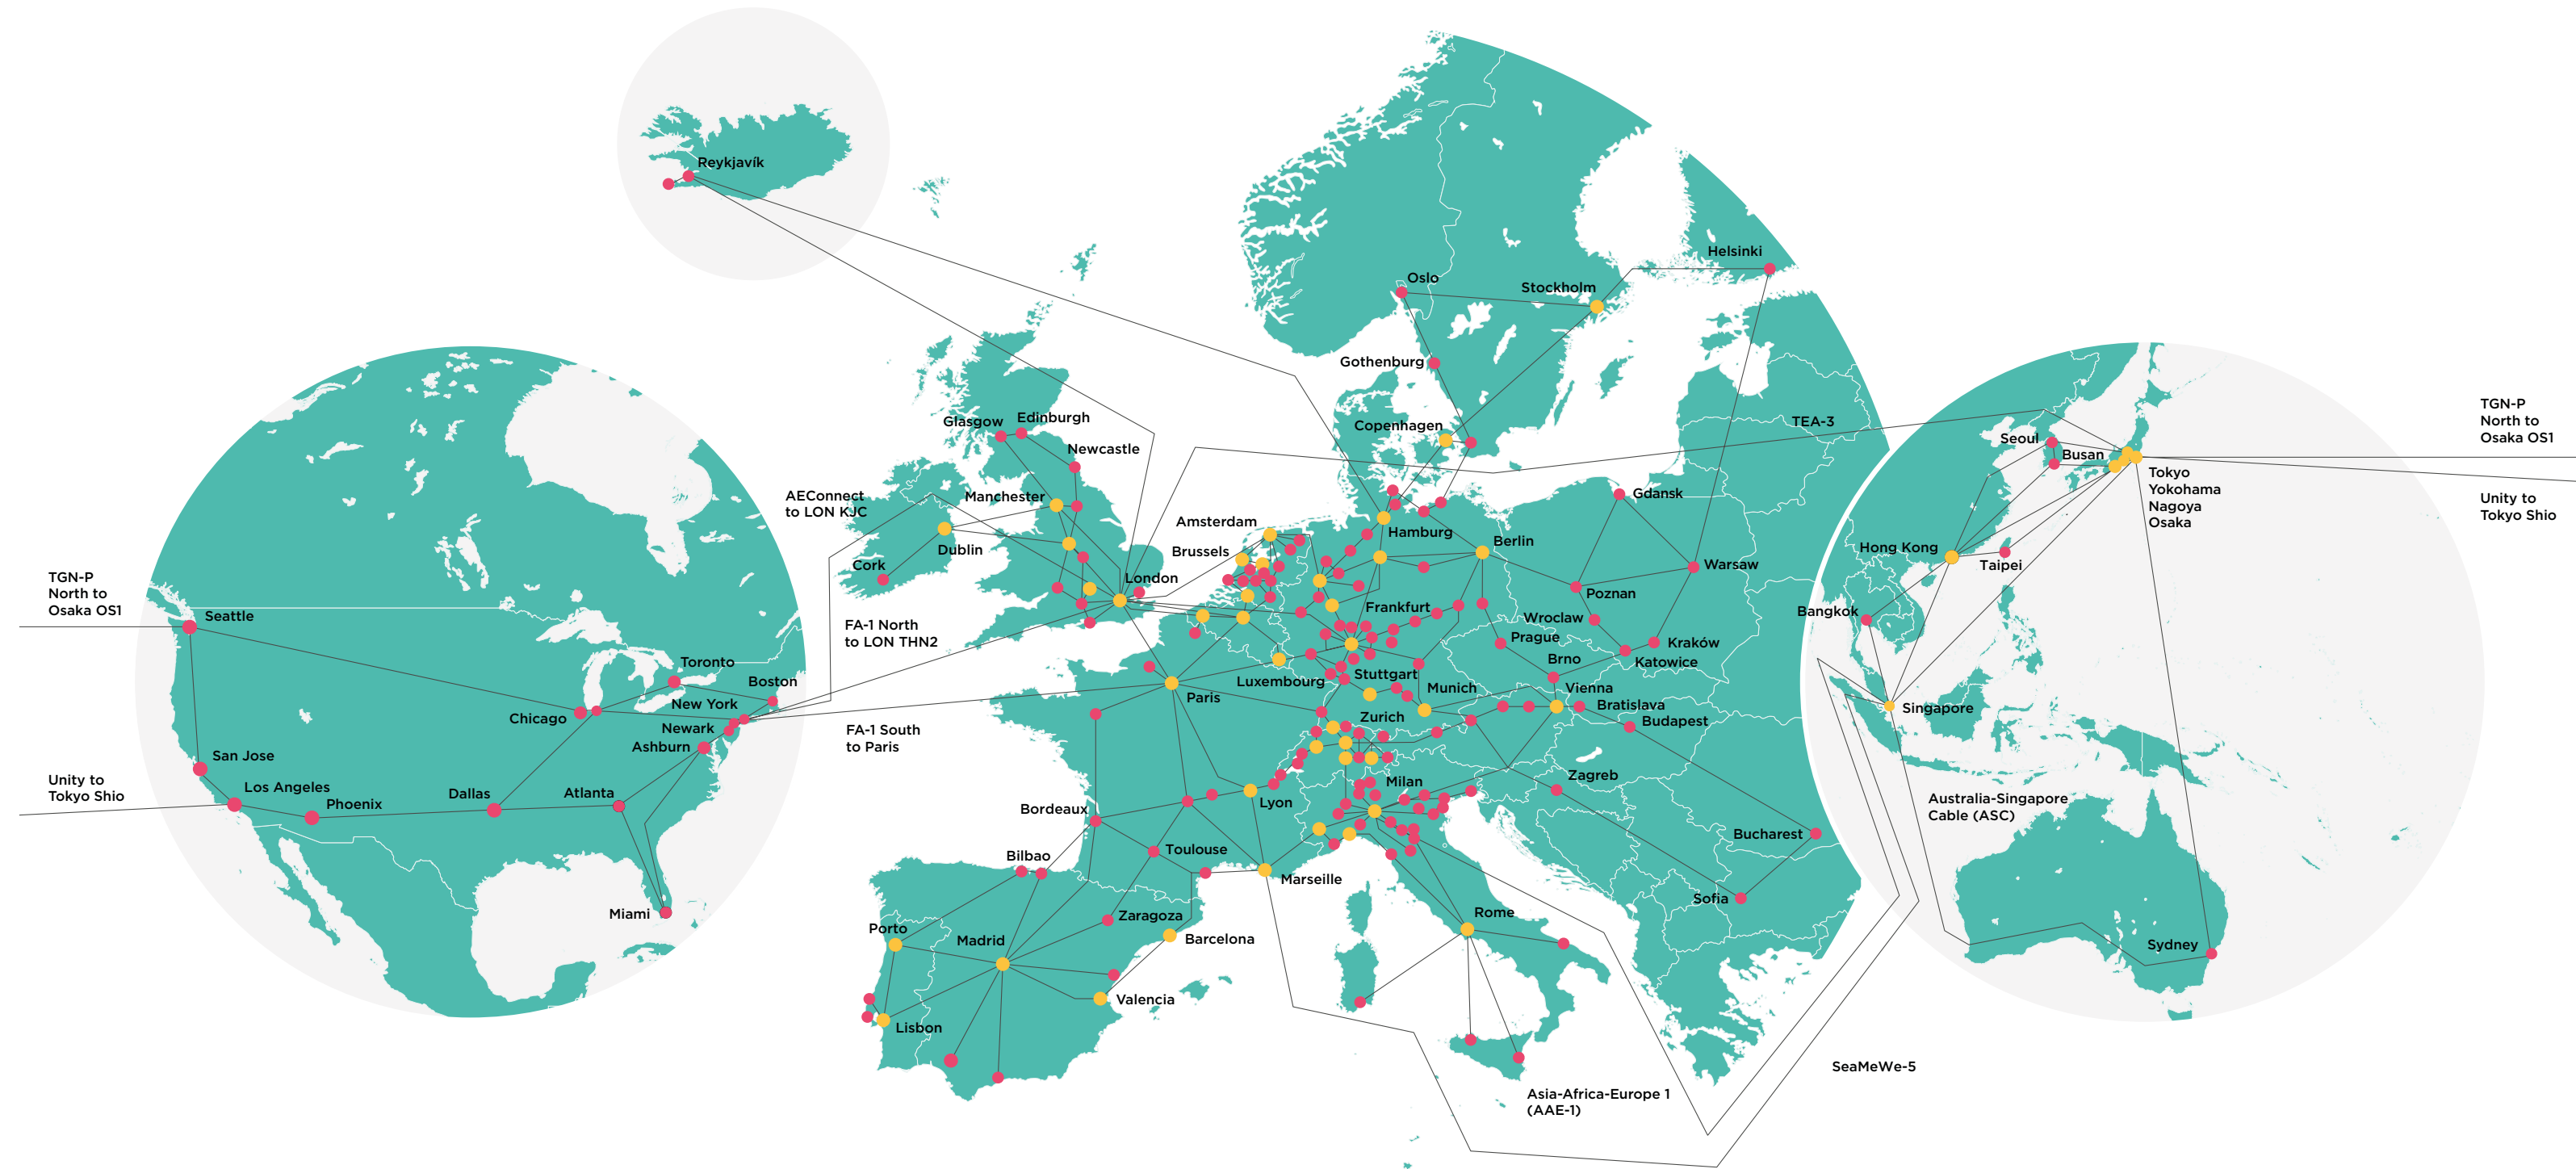 Reykjavík
TGN-P
North to
Osaka OS1
Seattle
San Jose
Unity to
Tokyo Shio
Los Angeles
Phoenix
Dallas
Atlanta
Miami
Chicago
Toronto
Boston
New York
Newark
Ashburn
AEConnect
to LON KJC
FA-1 North
to LON THN2
FA-1 South
to Paris
Glasgow
Edinburgh
Newcastle
Manchester
Dublin
Cork
London
Amsterdam
Brussels
Oslo
Stockholm
Helsinki
Gothenburg
Copenhagen
TEA-3
Hamburg
Berlin
Gdansk
Warsaw
Poznan
Wroclaw
Kraków
Katowice
Frankfurt
Prague
Brno
Luxembourg
Stuttgart
Munich
Vienna
Bratislava
Budapest
Paris
Zurich
Zagreb
Milan
Lyon
Bordeaux
Toulouse
Bilbao
Marseille
Bucharest
Sofia
Rome
Zaragoza
Barcelona
Porto
Madrid
Valencia
Lisbon
Asia-Africa-Europe 1
(AAE-1)
SeaMeWe-5
Seoul
Busan
Tokyo
Yokohama
Nagoya
Osaka
Hong Kong
Taipei
Bangkok
Singapore
Australia-Singapore
Cable (ASC)
Sydney
TGN-P
North to
Osaka OS1
Unity to
Tokyo Shio